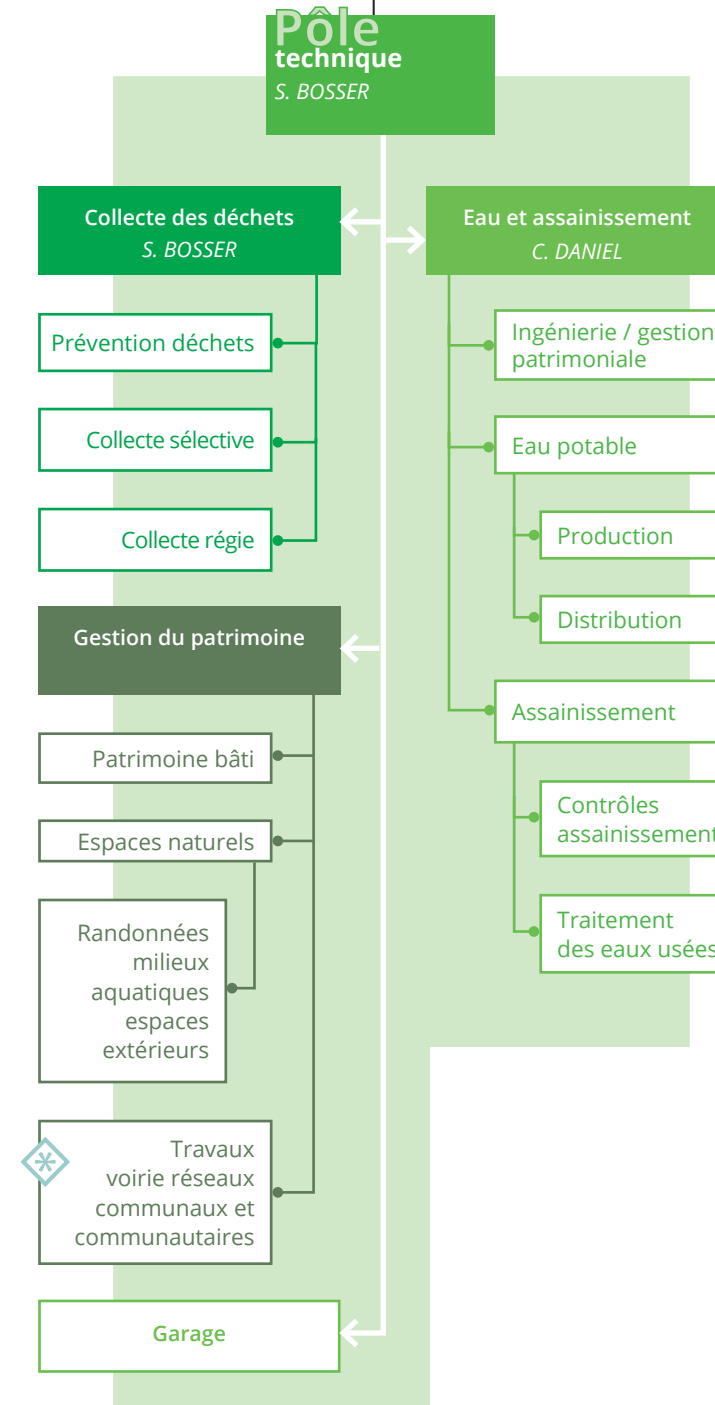 Pôle
technique
S. BOSSER
Collecte des déchets
S. BOSSER
Prévention déchets
Collecte sélective
Collecte régie
Gestion du patrimoine
Patrimoine bâti
Espaces naturels
Randonnées
milieux
aquatiques
espaces
extérieurs
Travaux
voirie réseaux
communaux et
communautaires
Garage
Eau et assainissement
C. DANIEL
Ingénierie / gestion
patrimoniale
Eau potable
Production
Distribution
Assainissement
Contrôles
assainissement
Traitement
des eaux usées